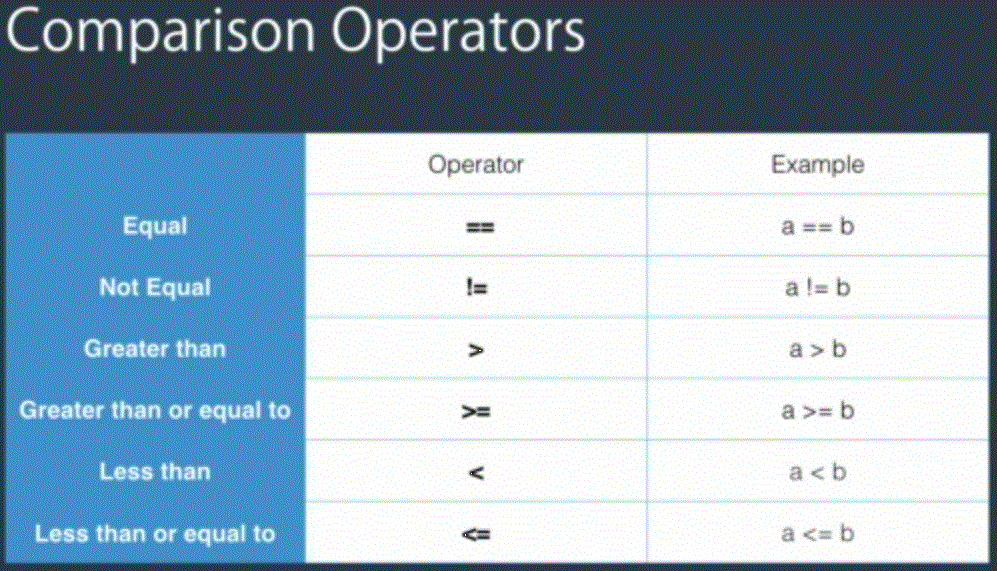 Comparison Operators
Operator Example
Equal == a == b
Not Equal != a != b
Greater than > a > b
Greater than or equal to >= a >= b
Less than < a < b
Less than or equal to <= a <= b